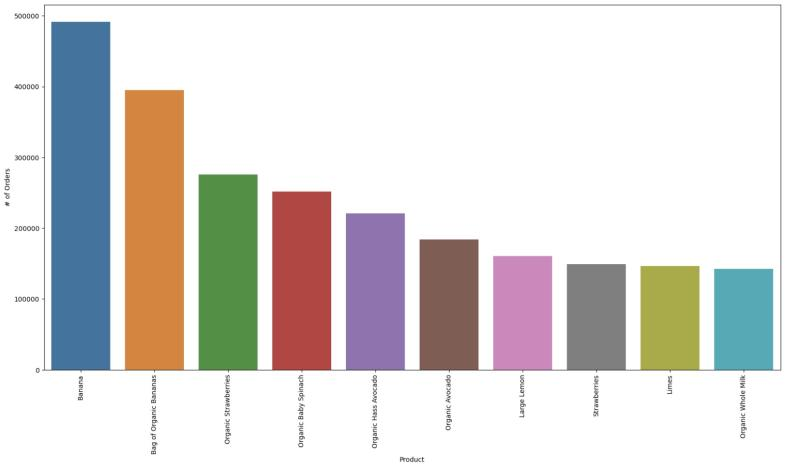 500000
400000
300000
200000
100000
0
# of Orders
Banana
Bag of Organic Bananas
Organic Strawberries
Organic Baby Spinach
Organic Hass Avocado
Organic Avocado
Large Lemon
Strawberries
Limes
Organic Whole Milk
Product